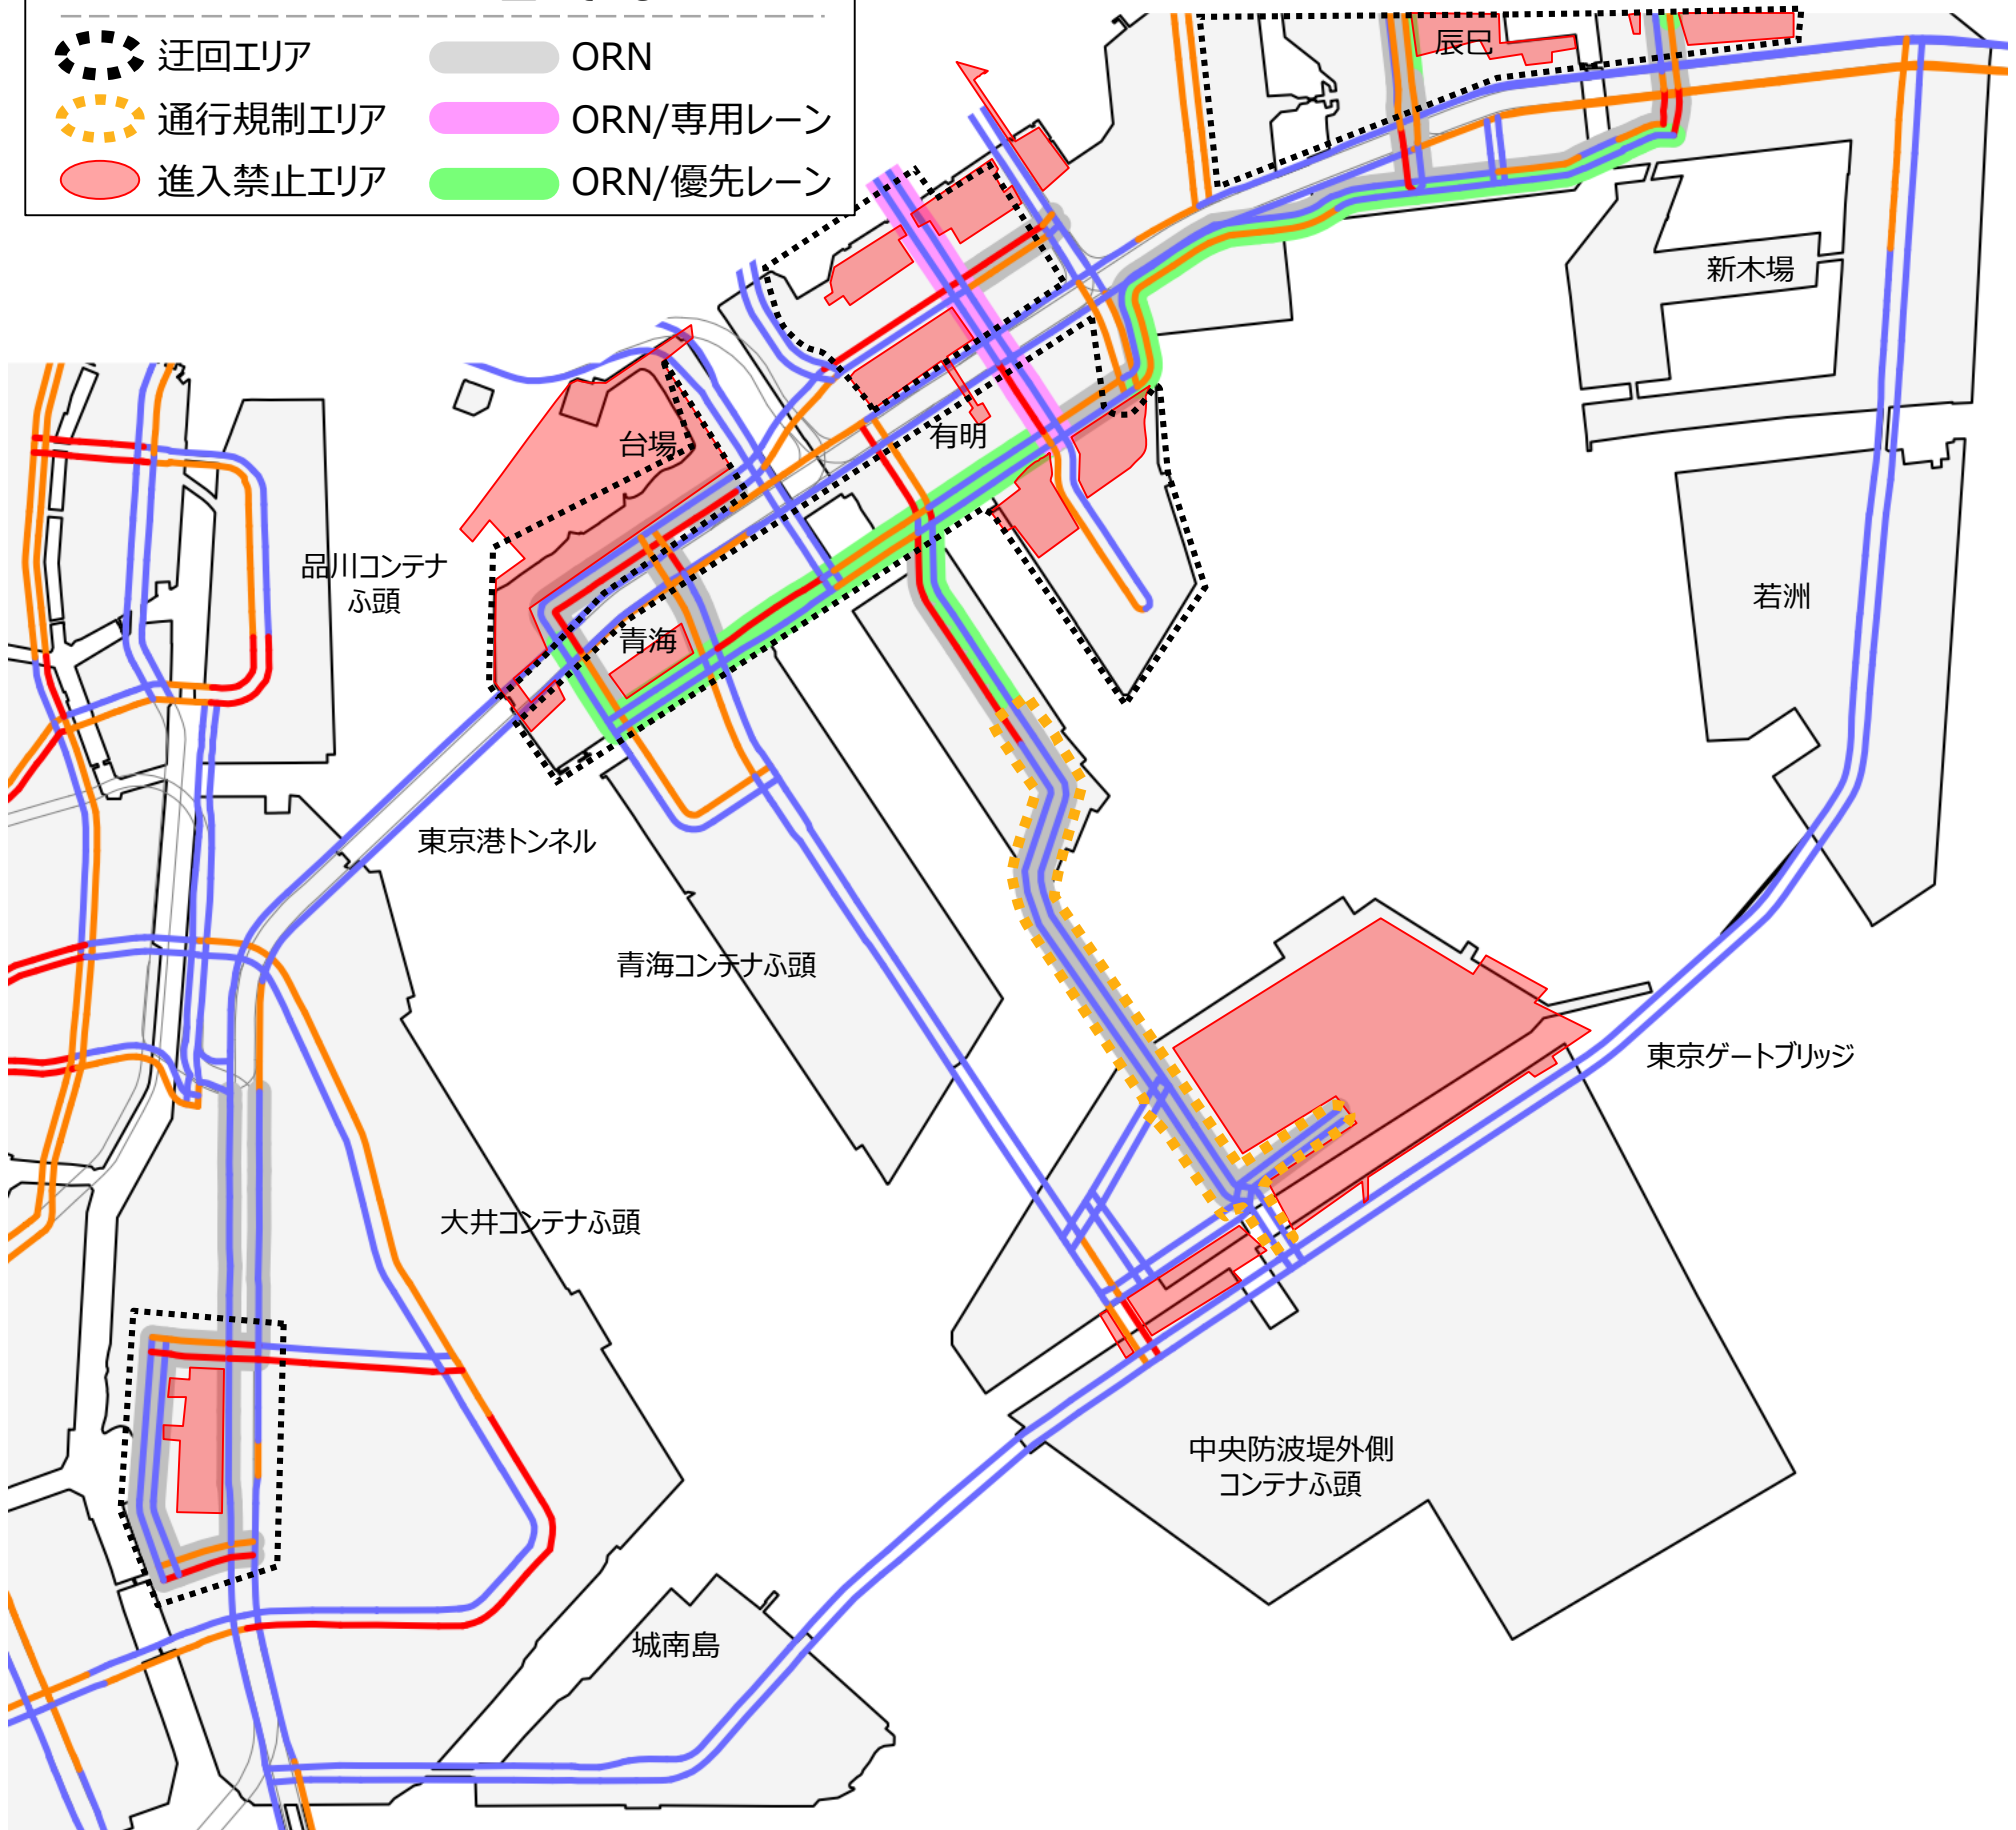 迂回エリア
ORN
通行規制エリア
ORN/専用レーン
進入禁止エリア
ORN/優先レーン
辰巳
新木場
台場
有明
品川コンテナ
ふ頭
若洲
青海
東京港トンネル
青海コンテナふ頭
東京ゲートブリッジ
大井コンテナふ頭
中央防波堤外側
コンテナふ頭
城南島